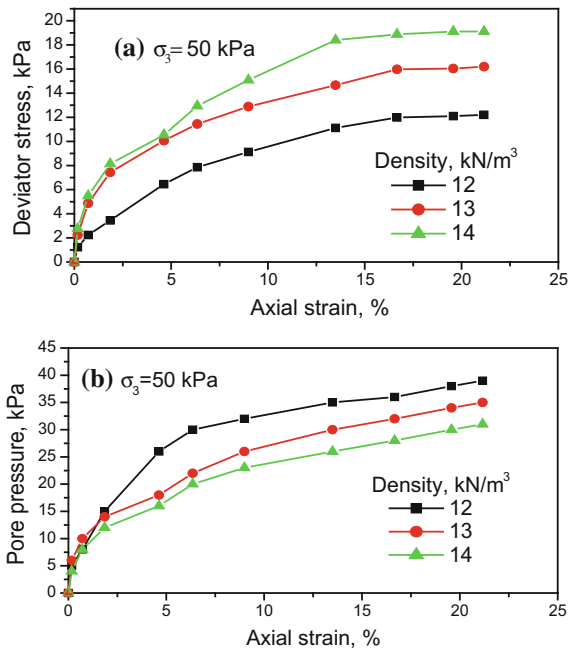 20
18
16
14
12
10
8
6
4
2
0
Deviator stress, kPa
(a) σ₃= 50 kPa
Density, kN/m³
12
13
14
0 5 10 15 20 25
Axial strain, %
45
40
35
30
25
20
15
10
5
0
Pore pressure, kPa
(b) σ₃=50 kPa
Density, kN/m³
12
13
14
0 5 10 15 20 25
Axial strain, %